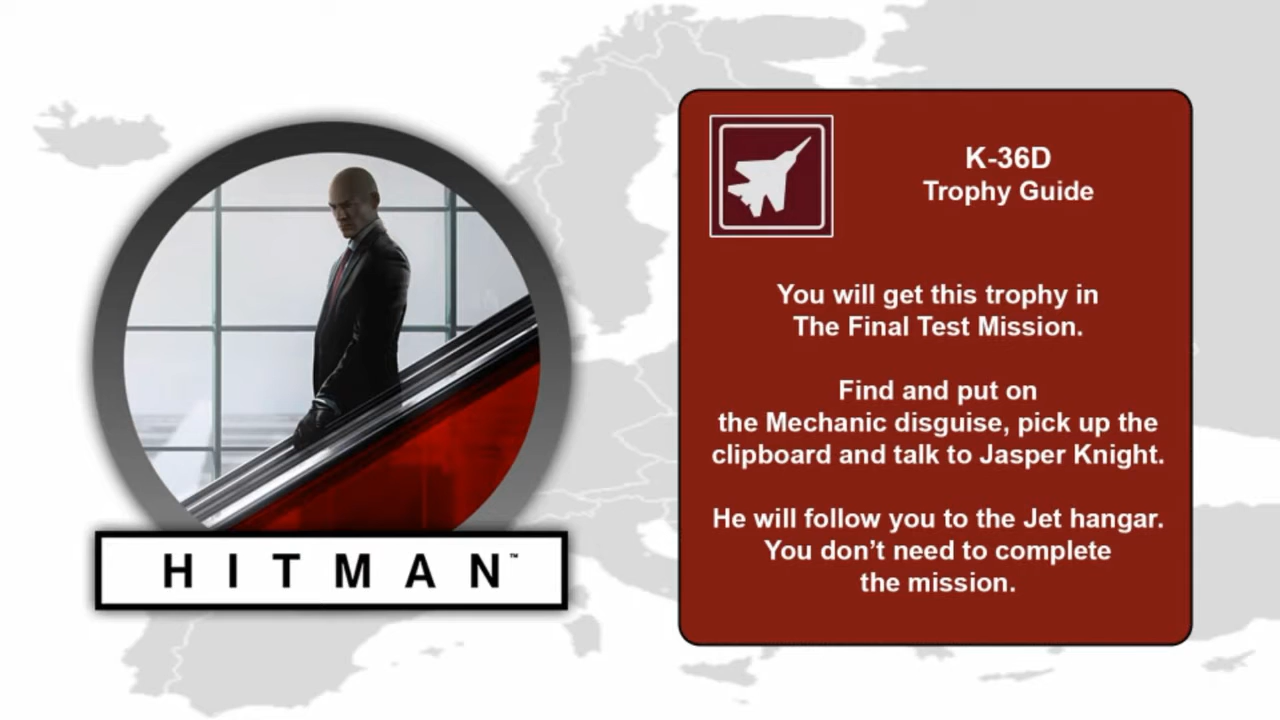 HITMAN™
K-36D
Trophy Guide
You will get this trophy in
The Final Test Mission.
Find and put on
the Mechanic disguise, pick up the
clipboard and talk to Jasper Knight.
He will follow you to the Jet hangar.
You don’t need to complete
the mission.